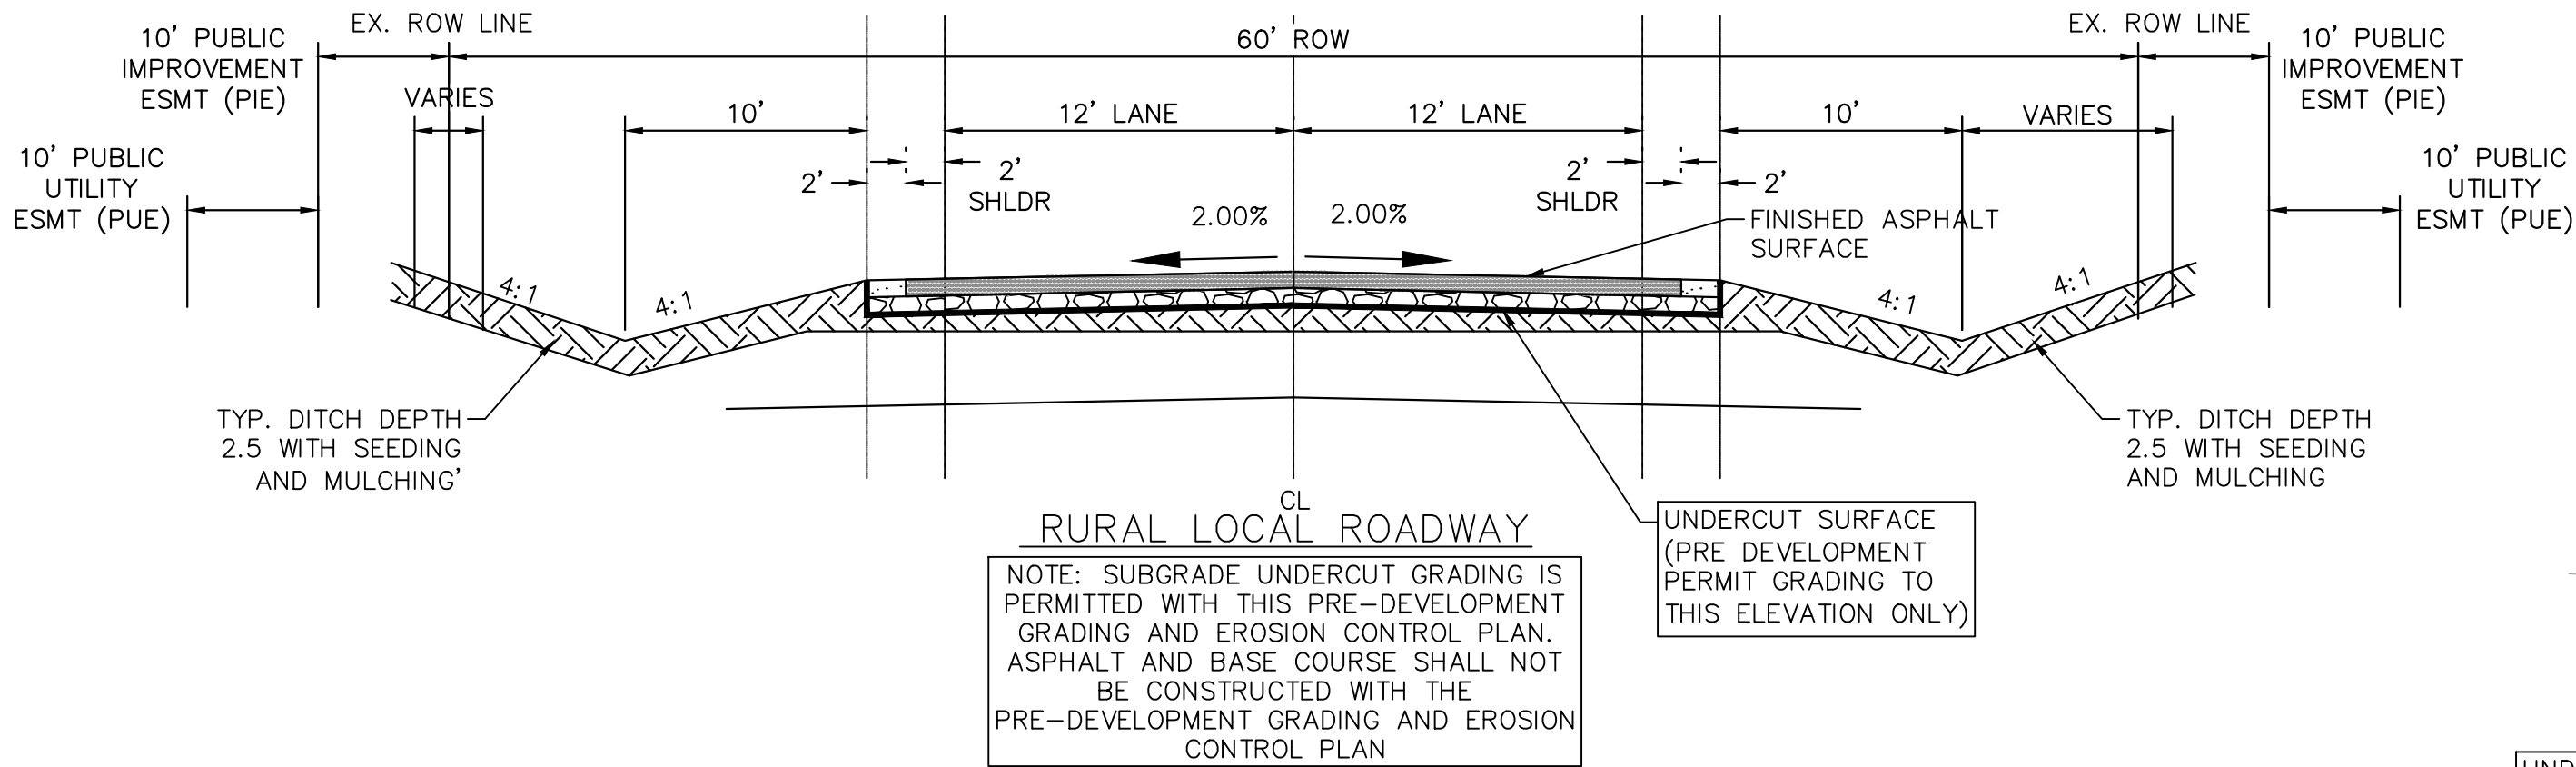 EX. ROW LINE
60' ROW
EX. ROW LINE
10' PUBLIC
IMPROVEMENT
ESMT (PIE)
10' PUBLIC
IMPROVEMENT
ESMT (PIE)
VARIES
10'
12' LANE
12' LANE
10'
VARIES
10' PUBLIC
UTILITY
ESMT (PUE)
2'
2'
SHLDR
2'
SHLDR
2'
10' PUBLIC
UTILITY
ESMT (PUE)
2.00%
2.00%
FINISHED ASPHALT
SURFACE
4:1
4:1
4:1
4:1
TYP. DITCH DEPTH
2.5 WITH SEEDING
AND MULCHING'
TYP. DITCH DEPTH
2.5 WITH SEEDING
AND MULCHING
CL
RURAL LOCAL ROADWAY
NOTE: SUBGRADE UNDERCUT GRADING IS
PERMITTED WITH THIS PRE-DEVELOPMENT
GRADING AND EROSION CONTROL PLAN.
ASPHALT AND BASE COURSE SHALL NOT
BE CONSTRUCTED WITH THE
PRE-DEVELOPMENT GRADING AND EROSION
CONTROL PLAN
UNDERCUT SURFACE
(PRE DEVELOPMENT
PERMIT GRADING TO
THIS ELEVATION ONLY)